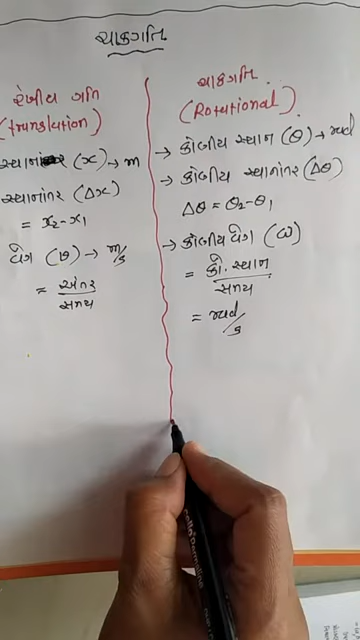 ચાકગતિ
રેખીય ગતિ
(translation)
સ્થાન (x) → m
સ્થાનાંતર (Δx)
= x₂-x₁
વેગ (v) → m/s
= અંતર / સમય
ચાકગતિ
(Rotational)
→ કોણીય સ્થાન (θ) → rad
→ કોણીય સ્થાનાંતર (Δθ)
Δθ = θ₂-θ₁
→ કોણીય વેગ (ω)
= કો. સ્થાન / સમય
= rad/s
cello